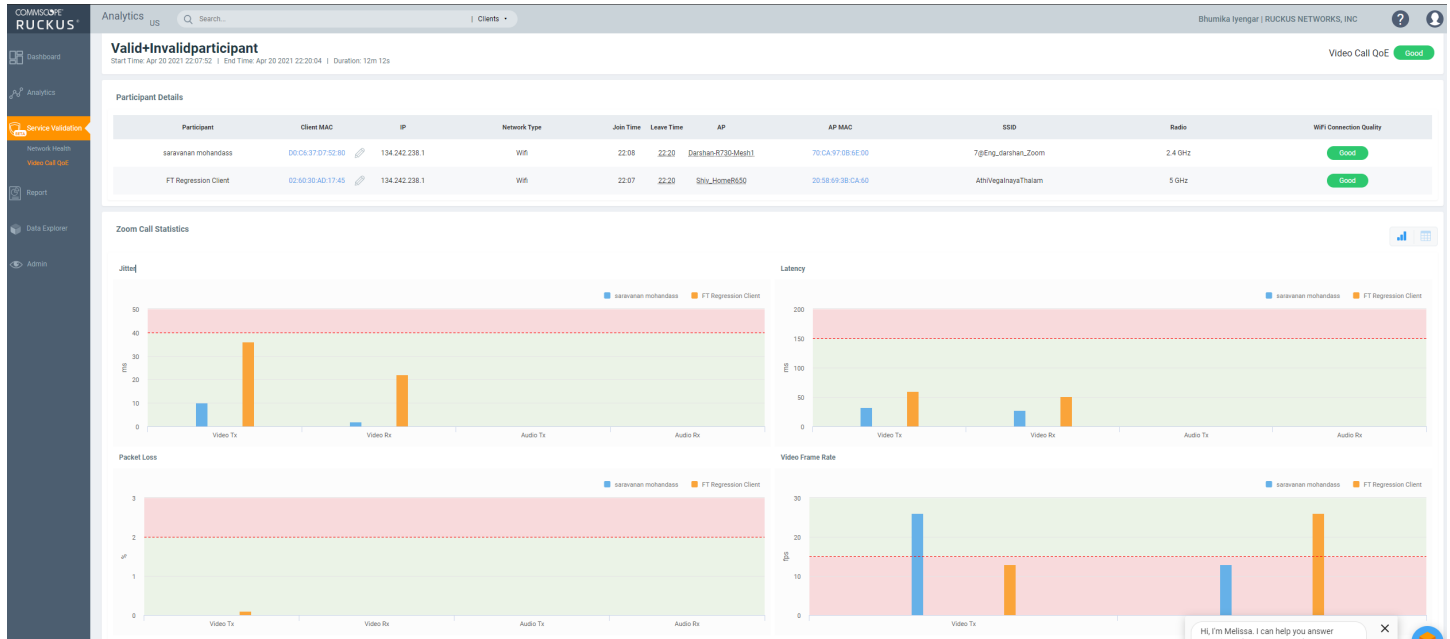 COMMSCOPE
RUCKUS
Analytics US Search... | Clients
Bhumika Iyengar | RUCKUS NETWORKS, INC ?
Dashboard
Analytics
Service Validation
BETA
Network Health
Video Call QoE
Report
Data Explorer
Admin
Valid+Invalidparticipant
Start Time: Apr 20 2021 22:07:52 | End Time: Apr 20 2021 22:20:04 | Duration: 12m 12s
Video Call QoE Good
Participant Details
Participant Client MAC IP Network Type Join Time Leave Time AP AP MAC SSID Radio WiFi Connection Quality
saravanan mohandass D0:C6:37:D7:52:80 134.242.238.1 Wifi 22:08 22:20 Darshan-R730-Mesh1 70:CA:97:0B:6E:00 7@Eng_darshan_Zoom 2.4 GHz Good
FT Regression Client 02:60:30:AD:17:45 134.242.238.1 Wifi 22:07 22:20 Shiv_HomeR650 20:58:69:3B:CA:60 AthiVegaInayaThalam 5 GHz Good
Zoom Call Statistics
Jitter
saravanan mohandass FT Regression Client
50
40
30
20
10
0
ms
Video Tx Video Rx Audio Tx Audio Rx
Latency
saravanan mohandass FT Regression Client
200
150
100
50
0
ms
Video Tx Video Rx Audio Tx Audio Rx
Packet Loss
saravanan mohandass FT Regression Client
3
2
1
0
%
Video Tx Video Rx Audio Tx Audio Rx
Video Frame Rate
saravanan mohandass FT Regression Client
30
20
10
0
fps
Video Tx
Hi, I'm Melissa. I can help you answer